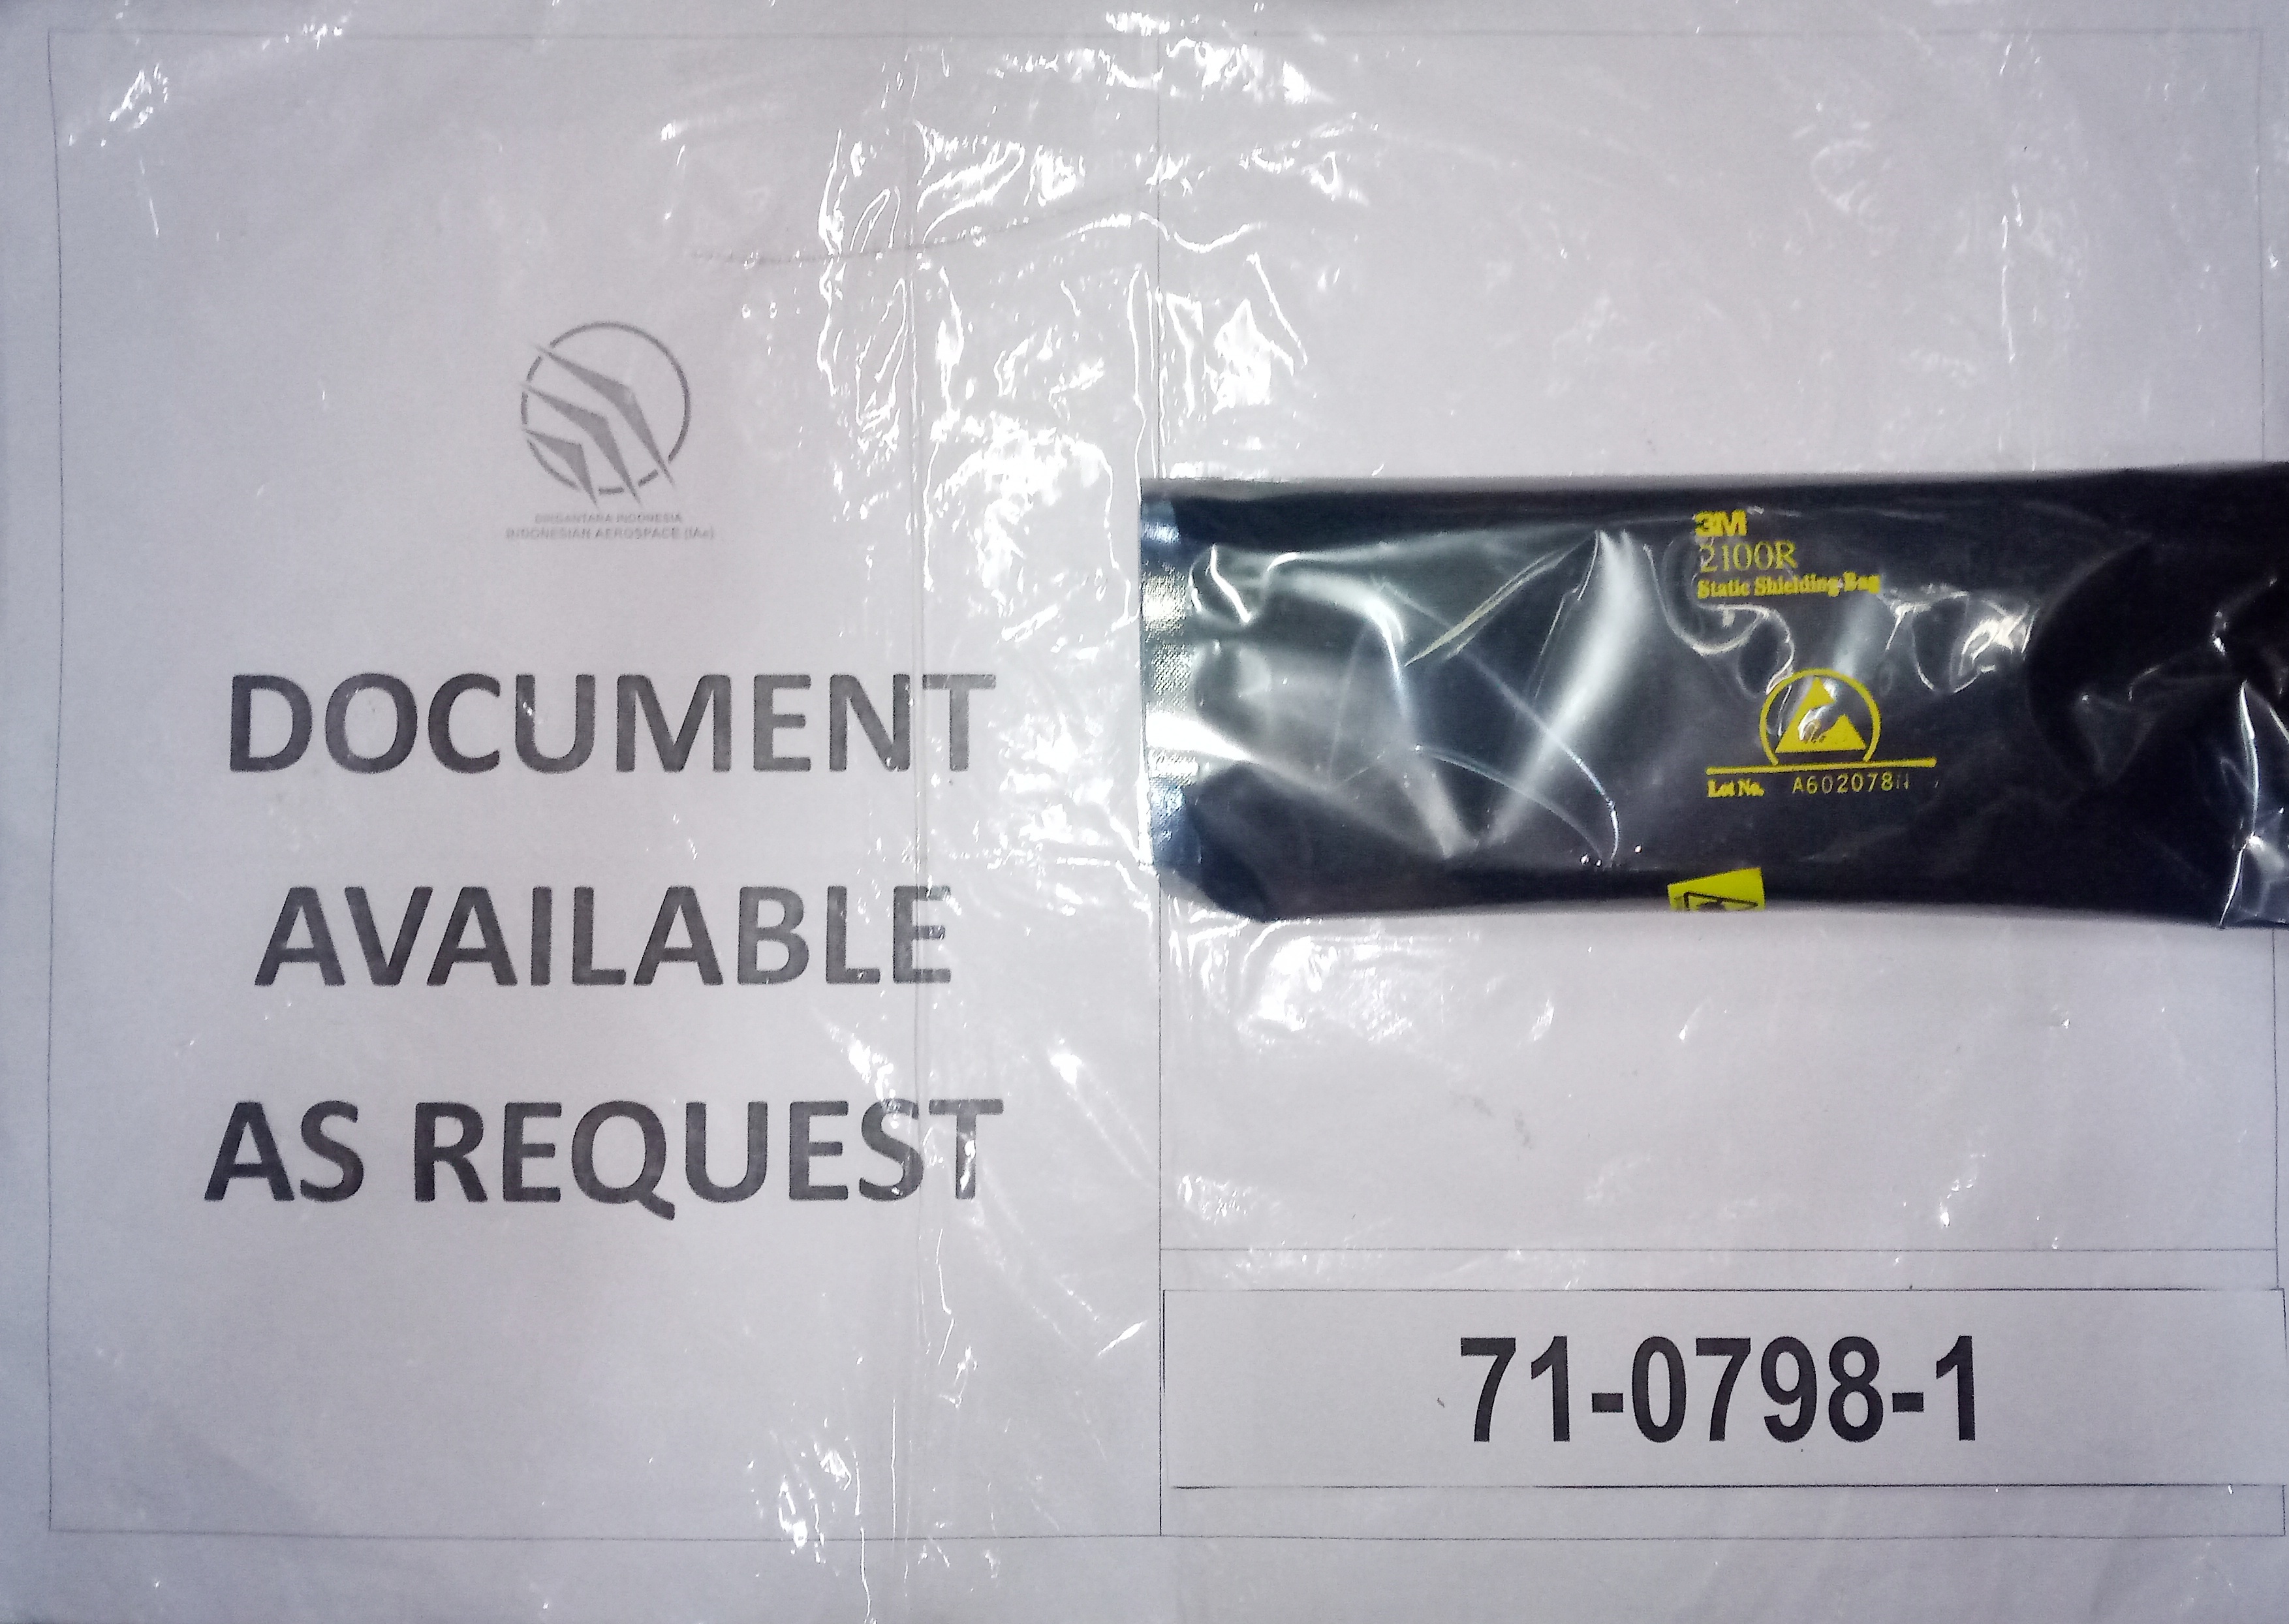 DIRGANTARA INDONESIA
INDONESIAN AEROSPACE (IAe)
DOCUMENT
AVAILABLE
AS REQUEST
3M
2100R
Static Shielding Bag
Lot No.
71-0798-1